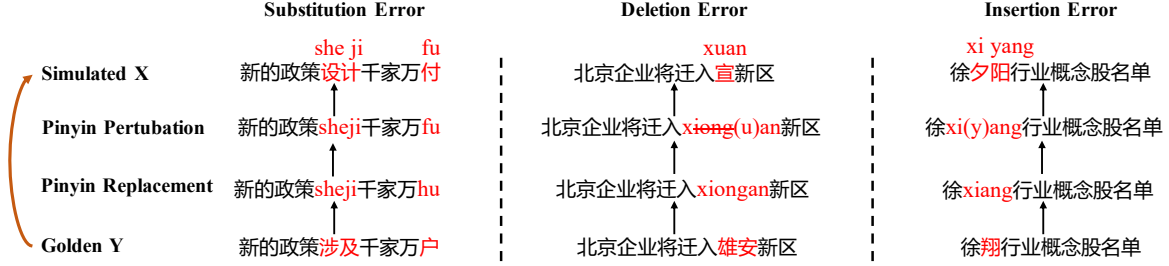 Substitution Error Deletion Error Insertion Error
she ji fu xuan xi yang
Simulated X 新的政策设计千家万付 北京企业将迁入宣新区 徐夕阳行业概念股名单
Pinyin Pertubation 新的政策sheji千家万fu 北京企业将迁入xiong(u)an新区 徐xi(y)ang行业概念股名单
Pinyin Replacement 新的政策sheji千家万hu 北京企业将迁入xiongan新区 徐xiang行业概念股名单
Golden Y 新的政策涉及千家万户 北京企业将迁入雄安新区 徐翔行业概念股名单